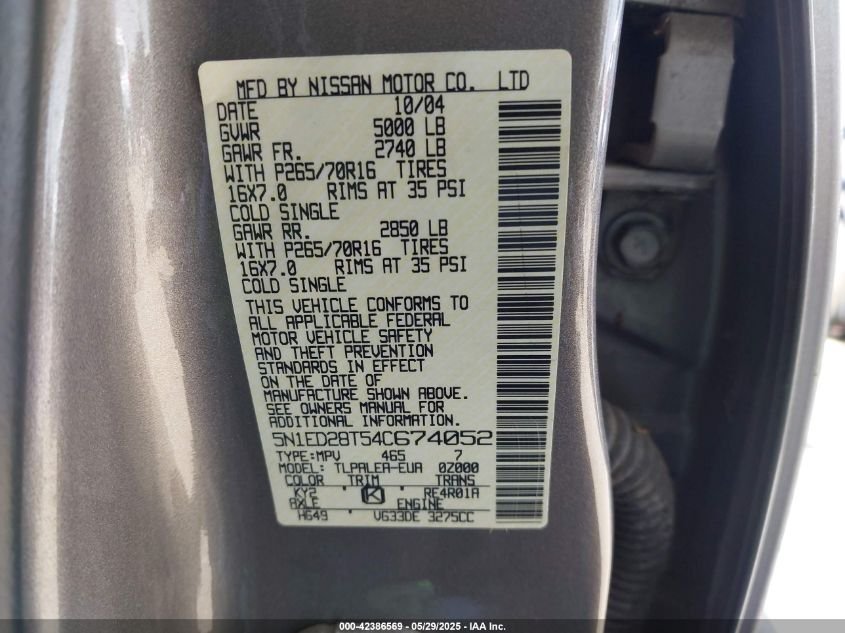 MFD BY NISSAN MOTOR CO. LTD
DATE 10/04
GVWR 5000 LB
GAWR FR. 2740 LB
WITH P265/70R16 TIRES
16X7.0 RIMS AT 35 PSI
COLD SINGLE
GAWR RR. 2850 LB
WITH P265/70R16 TIRES
16X7.0 RIMS AT 35 PSI
COLD SINGLE
THIS VEHICLE CONFORMS TO
ALL APPLICABLE FEDERAL
MOTOR VEHICLE SAFETY
AND THEFT PREVENTION
STANDARDS IN EFFECT
ON THE DATE OF
MANUFACTURE SHOWN ABOVE.
SEE OWNERS MANUAL FOR
ADDITIONAL INFORMATION.
5N1ED28T54C674052
TYPE:MPV 465 7
MODEL: TLPALEA-EUA 0Z000
COLOR TRIM TRANS
KY2 K RE4R01A
AXLE ENGINE
H649 VG33DE 3275CC
000-42386569 — 05/29/2025 — IAA Inc.